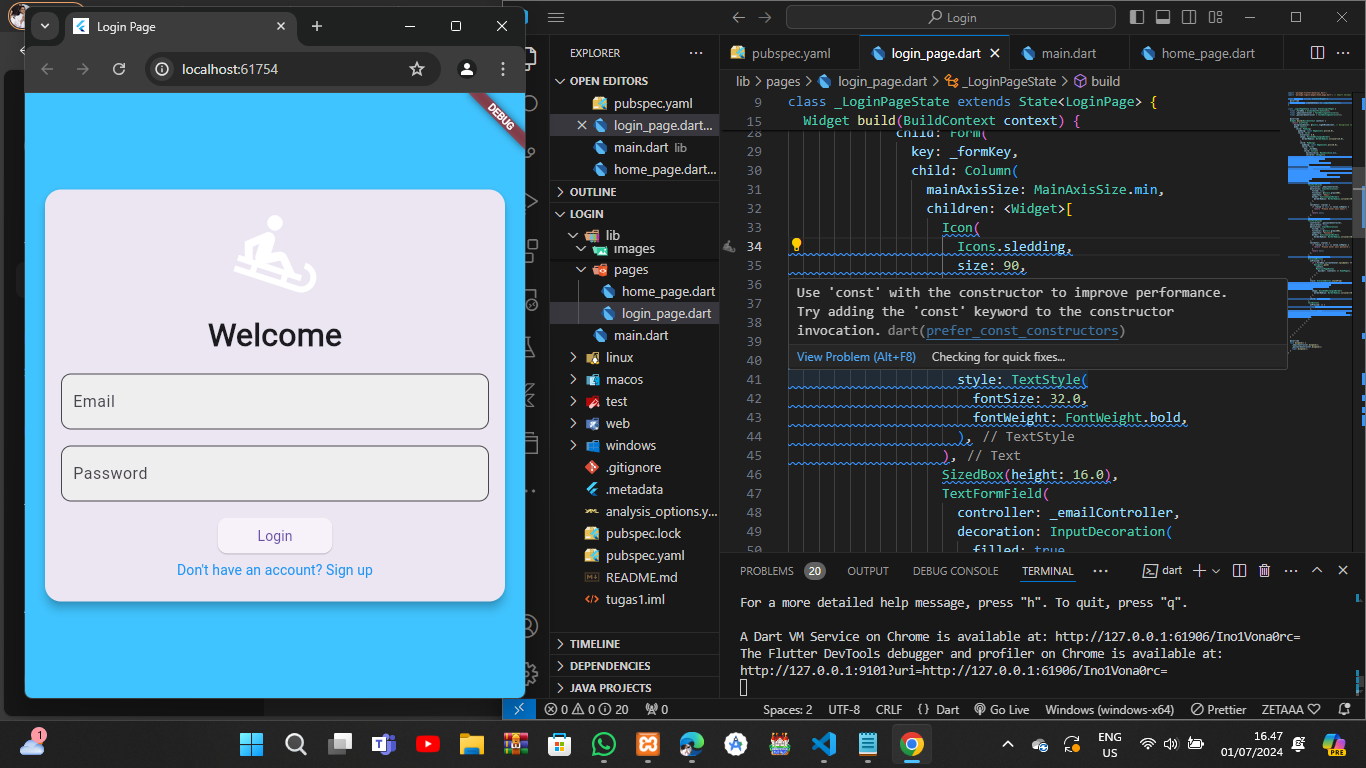 Login Page
localhost:61754
DEBUG
Welcome
Email
Password
Login
Don't have an account? Sign up
Login
EXPLORER
OPEN EDITORS
pubspec.yaml
login_page.dart...
main.dart lib
home_page.dart...
OUTLINE
LOGIN
lib
images
pages
home_page.dart
login_page.dart
main.dart
linux
macos
test
web
windows
.gitignore
.metadata
analysis_options.y...
pubspec.lock
pubspec.yaml
README.md
tugas1.iml
TIMELINE
DEPENDENCIES
JAVA PROJECTS
pubspec.yaml
login_page.dart
main.dart
home_page.dart
lib > pages > login_page.dart > _LoginPageState > build
9 class _LoginPageState extends State<LoginPage> {
15 Widget build(BuildContext context) {
28 child: Form(
29 key: _formKey,
30 child: Column(
31 mainAxisSize: MainAxisSize.min,
32 children: <Widget>[
33 Icon(
34 Icons.sledding,
35 size: 90,
36
37
38
39
40
Use 'const' with the constructor to improve performance.
Try adding the 'const' keyword to the constructor
invocation. dart(prefer_const_constructors)
View Problem (Alt+F8) Checking for quick fixes...
41 style: TextStyle(
42 fontSize: 32.0,
43 fontWeight: FontWeight.bold,
44 ), // TextStyle
45 ), // Text
46 SizedBox(height: 16.0),
47 TextFormField(
48 controller: _emailController,
49 decoration: InputDecoration(
50 filled: true
PROBLEMS 20 OUTPUT DEBUG CONSOLE TERMINAL ... dart
For a more detailed help message, press "h". To quit, press "q".
A Dart VM Service on Chrome is available at: http://127.0.0.1:61906/Ino1Vona0rc=
The Flutter DevTools debugger and profiler on Chrome is available at:
http://127.0.0.1:9101?uri=http://127.0.0.1:61906/Ino1Vona0rc=
0 0 20 0 Spaces: 2 UTF-8 CRLF {} Dart Go Live Windows (windows-x64) Prettier ZETAAA
1
ENG
US
16.47
01/07/2024
PRE